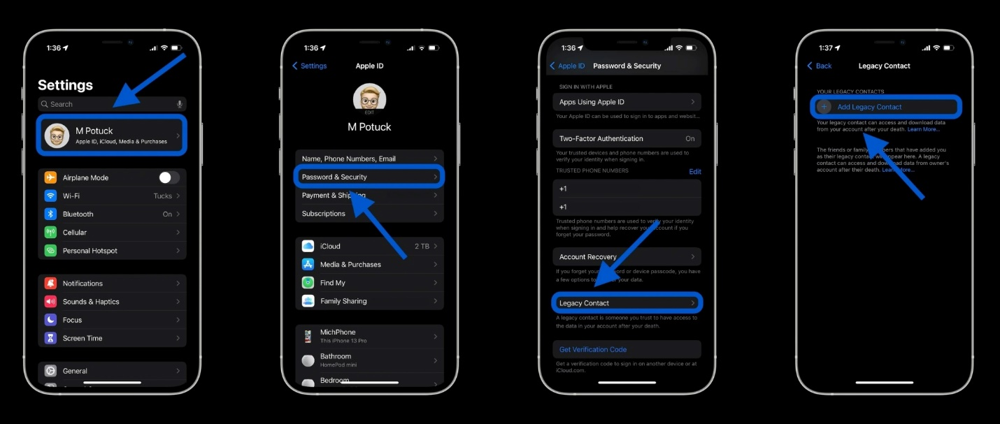 1:36
Settings
Search
M Potuck
Apple ID, iCloud, Media & Purchases
Airplane Mode
Wi-Fi Tucks
Bluetooth On
Cellular
Personal Hotspot
Notifications
Sounds & Haptics
Focus
Screen Time
General
1:36
Settings Apple ID
EDIT
M Potuck
Name, Phone Numbers, Email
Password & Security
Payment & Shipping
Subscriptions
iCloud 2 TB
Media & Purchases
Find My
Family Sharing
MichPhone
This iPhone 13 Pro
Bathroom
HomePod mini
Bedroom
1:36
Apple ID Password & Security
SIGN IN WITH APPLE
Apps Using Apple ID
Your Apple ID can be used to sign in to apps and websit...
Two-Factor Authentication On
Your trusted devices and phone numbers are used to
verify your identity when signing in.
TRUSTED PHONE NUMBERS Edit
+1
+1
Trusted phone numbers are used to verify your identity
when signing in and help recover your account if you
forget your password.
Account Recovery
If you forget your password or device passcode, you have
a few options to your data.
Legacy Contact
A legacy contact is someone you trust to have access to
the data in your account after your death.
Get Verification Code
Get a verification code to sign in on another device or at
iCloud.com.
1:37
Back Legacy Contact
YOUR LEGACY CONTACTS
Add Legacy Contact
Your legacy contact can access and download data
from your account after your death. Learn More...
The friends or family members that have added you
as their legacy contact will appear here. A legacy
contact can access and download data from owner's
account after their death. Learn More...